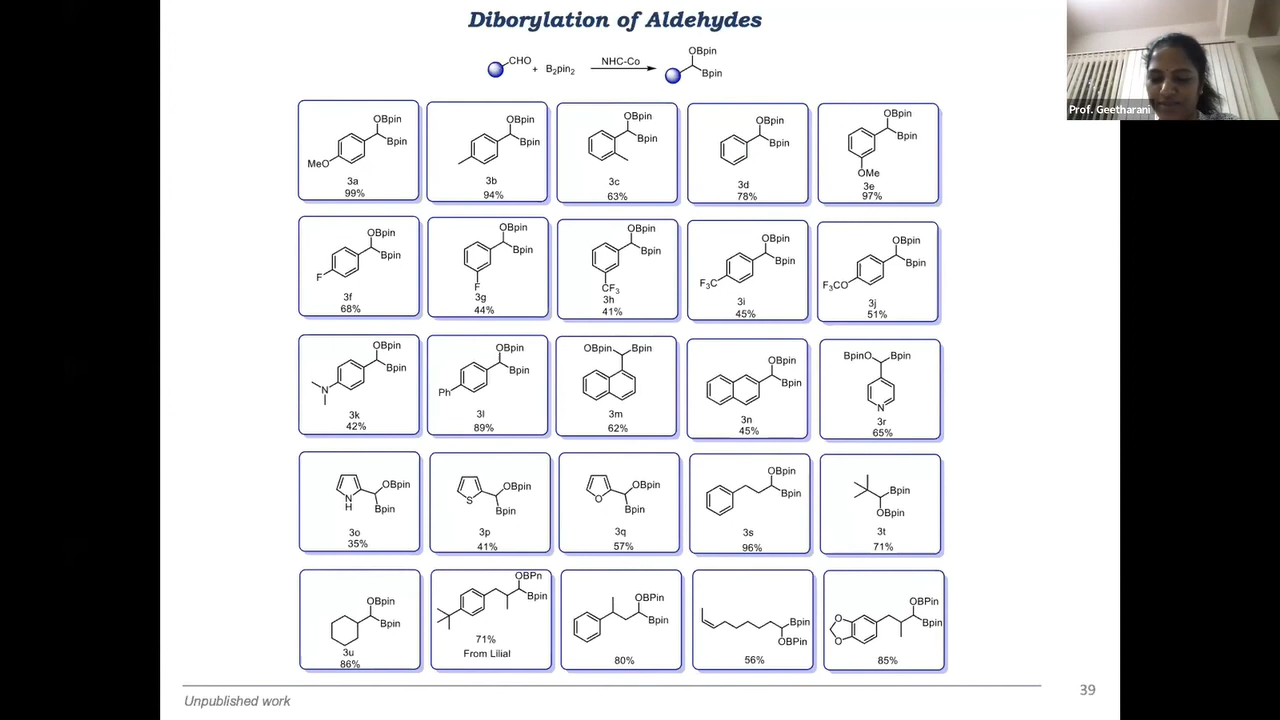 Diborylation of Aldehydes
CHO + B2pin2 NHC-Co OBpin Bpin
Prof. Geetharani
OBpin Bpin MeO 3a 99%
OBpin Bpin 3b 94%
OBpin Bpin 3c 63%
OBpin Bpin 3d 78%
OBpin Bpin OMe 3e 97%
OBpin Bpin F 3f 68%
OBpin Bpin F 3g 44%
OBpin Bpin CF3 3h 41%
OBpin Bpin F3C 3i 45%
OBpin Bpin F3CO 3j 51%
OBpin Bpin N 3k 42%
OBpin Bpin Ph 3l 89%
OBpin Bpin 3m 62%
OBpin Bpin 3n 45%
BpinO Bpin N 3r 65%
OBpin Bpin N H 3o 35%
OBpin Bpin S 3p 41%
OBpin Bpin O 3q 57%
OBpin Bpin 3s 96%
Bpin OBpin 3t 71%
OBpin Bpin 3u 86%
OBPn Bpin 71% From Lilial
OBPin Bpin 80%
Bpin OBPin 56%
OBPin Bpin O O 85%
Unpublished work
39